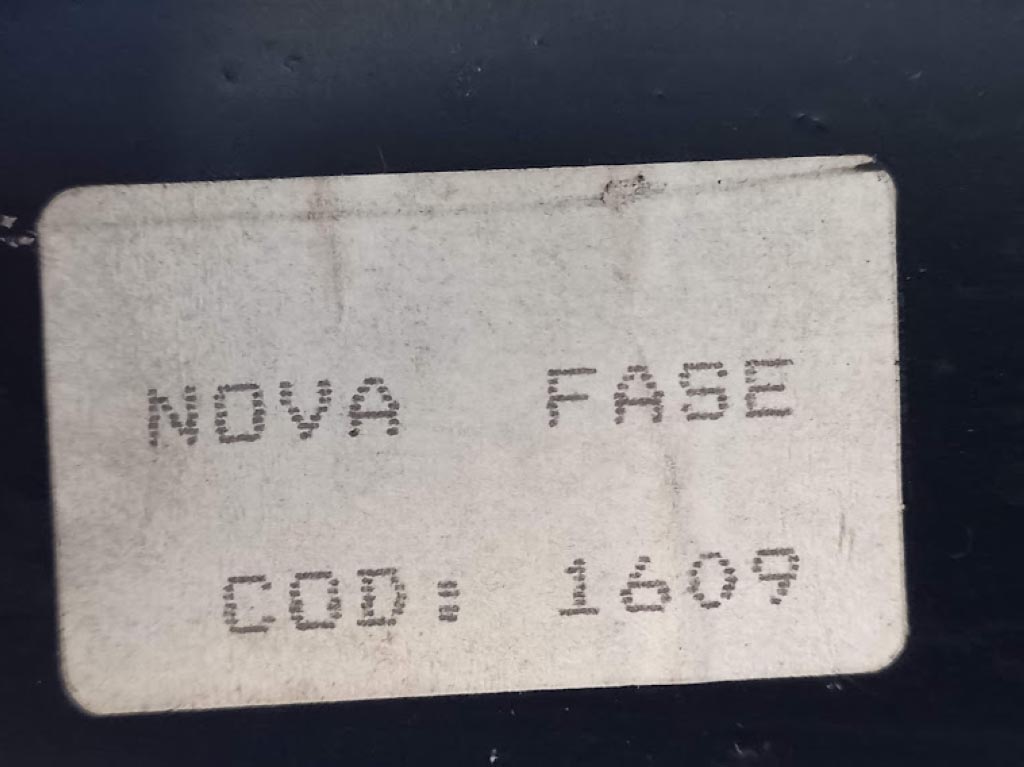 NOVA FASE
COD: 1609